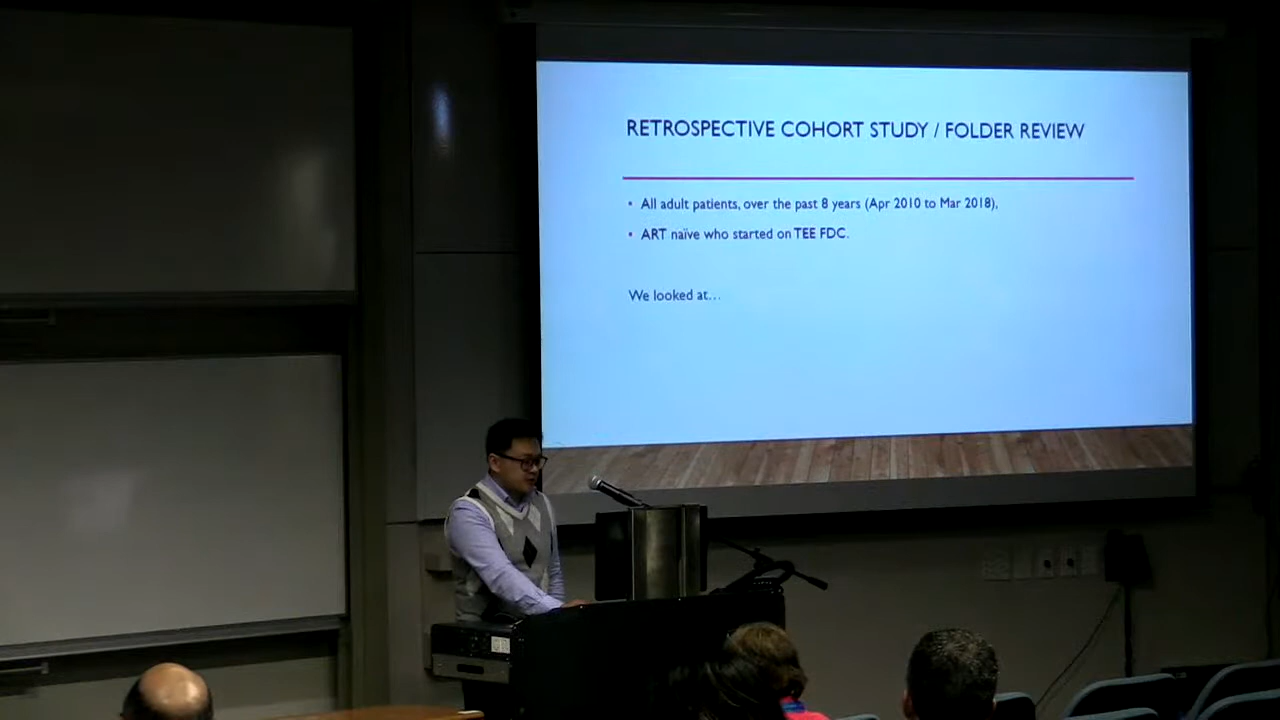 RETROSPECTIVE COHORT STUDY / FOLDER REVIEW
• All adult patients, over the past 8 years (Apr 2010 to Mar 2018),
• ART naïve who started on TEE FDC.
We looked at…